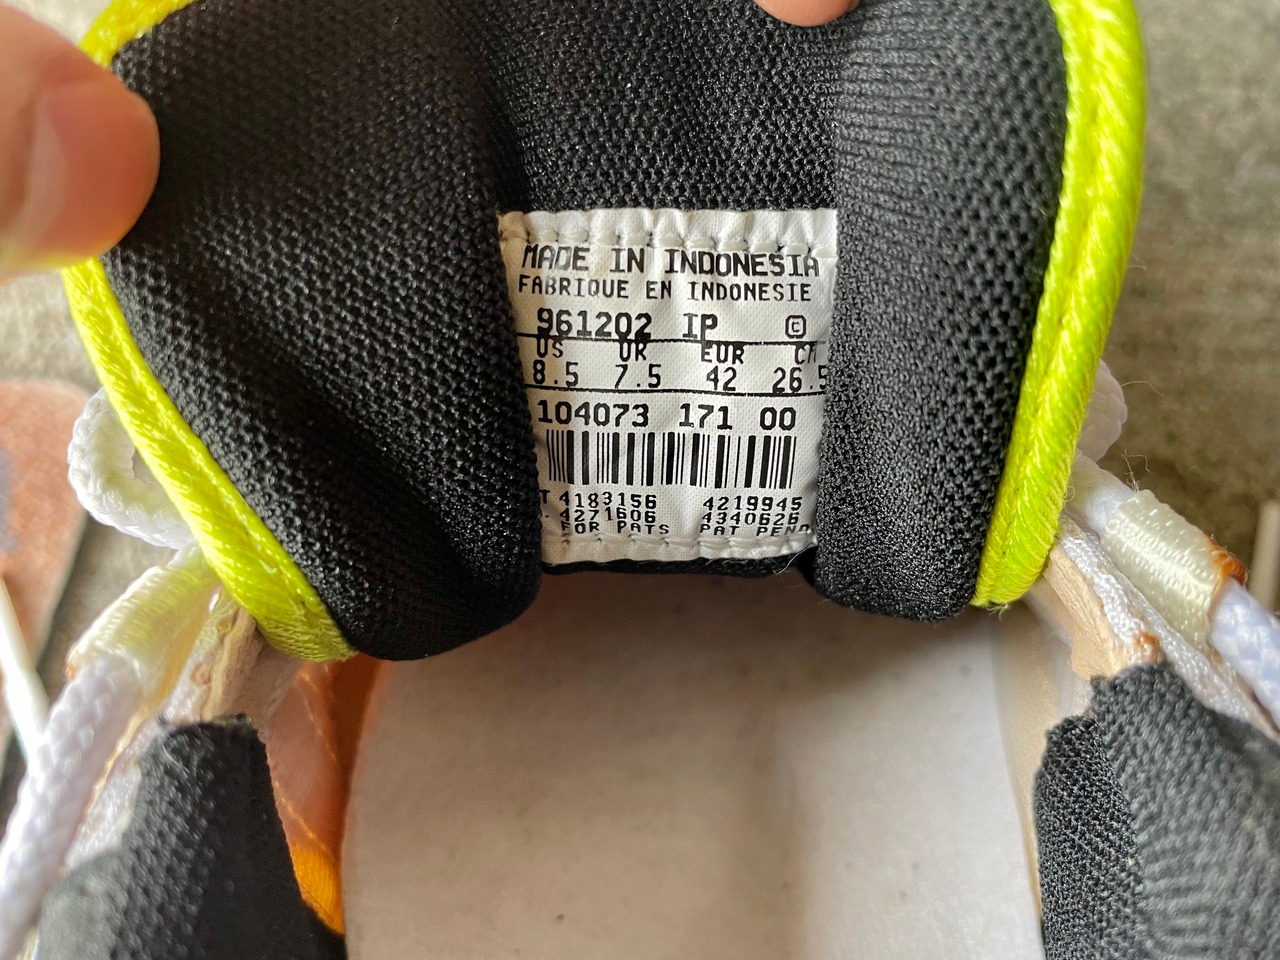 MADE IN INDONESIA
FABRIQUE EN INDONESIE
961202 IP ©
US UK EUR CM
8.5 7.5 42 26.5
104073 171 00
T 4183156 4219945
. 4271606 4340626
FOR PATS PAT PEND